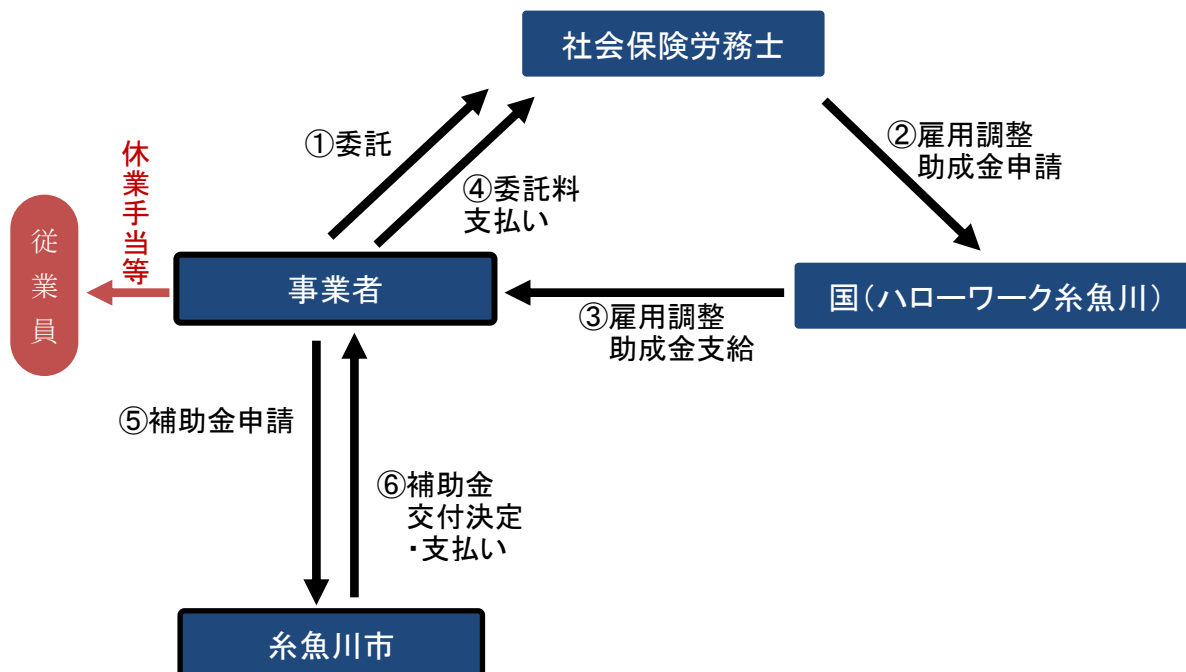 社会保険労務士
①委託
②雇用調整
助成金申請
④委託料
支払い
休業手当等
従業員
事業者
国(ハローワーク糸魚川)
③雇用調整
助成金支給
⑤補助金申請
⑥補助金
交付決定
・支払い
糸魚川市